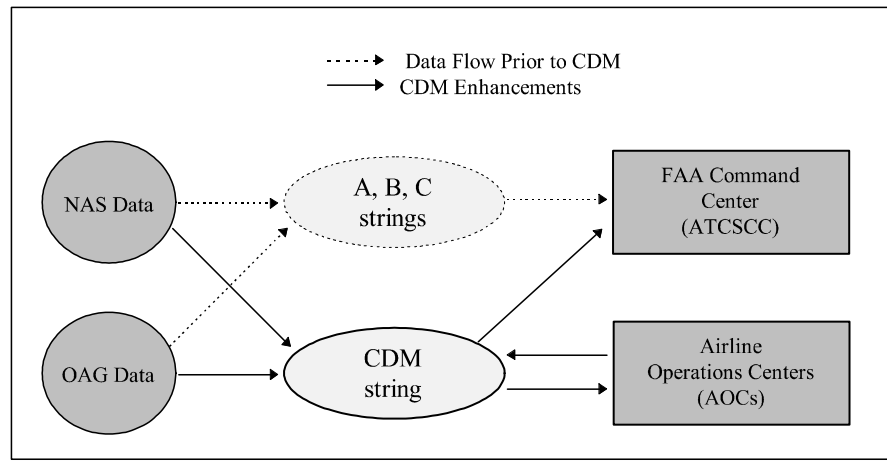 Data Flow Prior to CDM
CDM Enhancements
NAS Data
A, B, C
strings
FAA Command
Center
(ATCSCC)
OAG Data
CDM
string
Airline
Operations Centers
(AOCs)